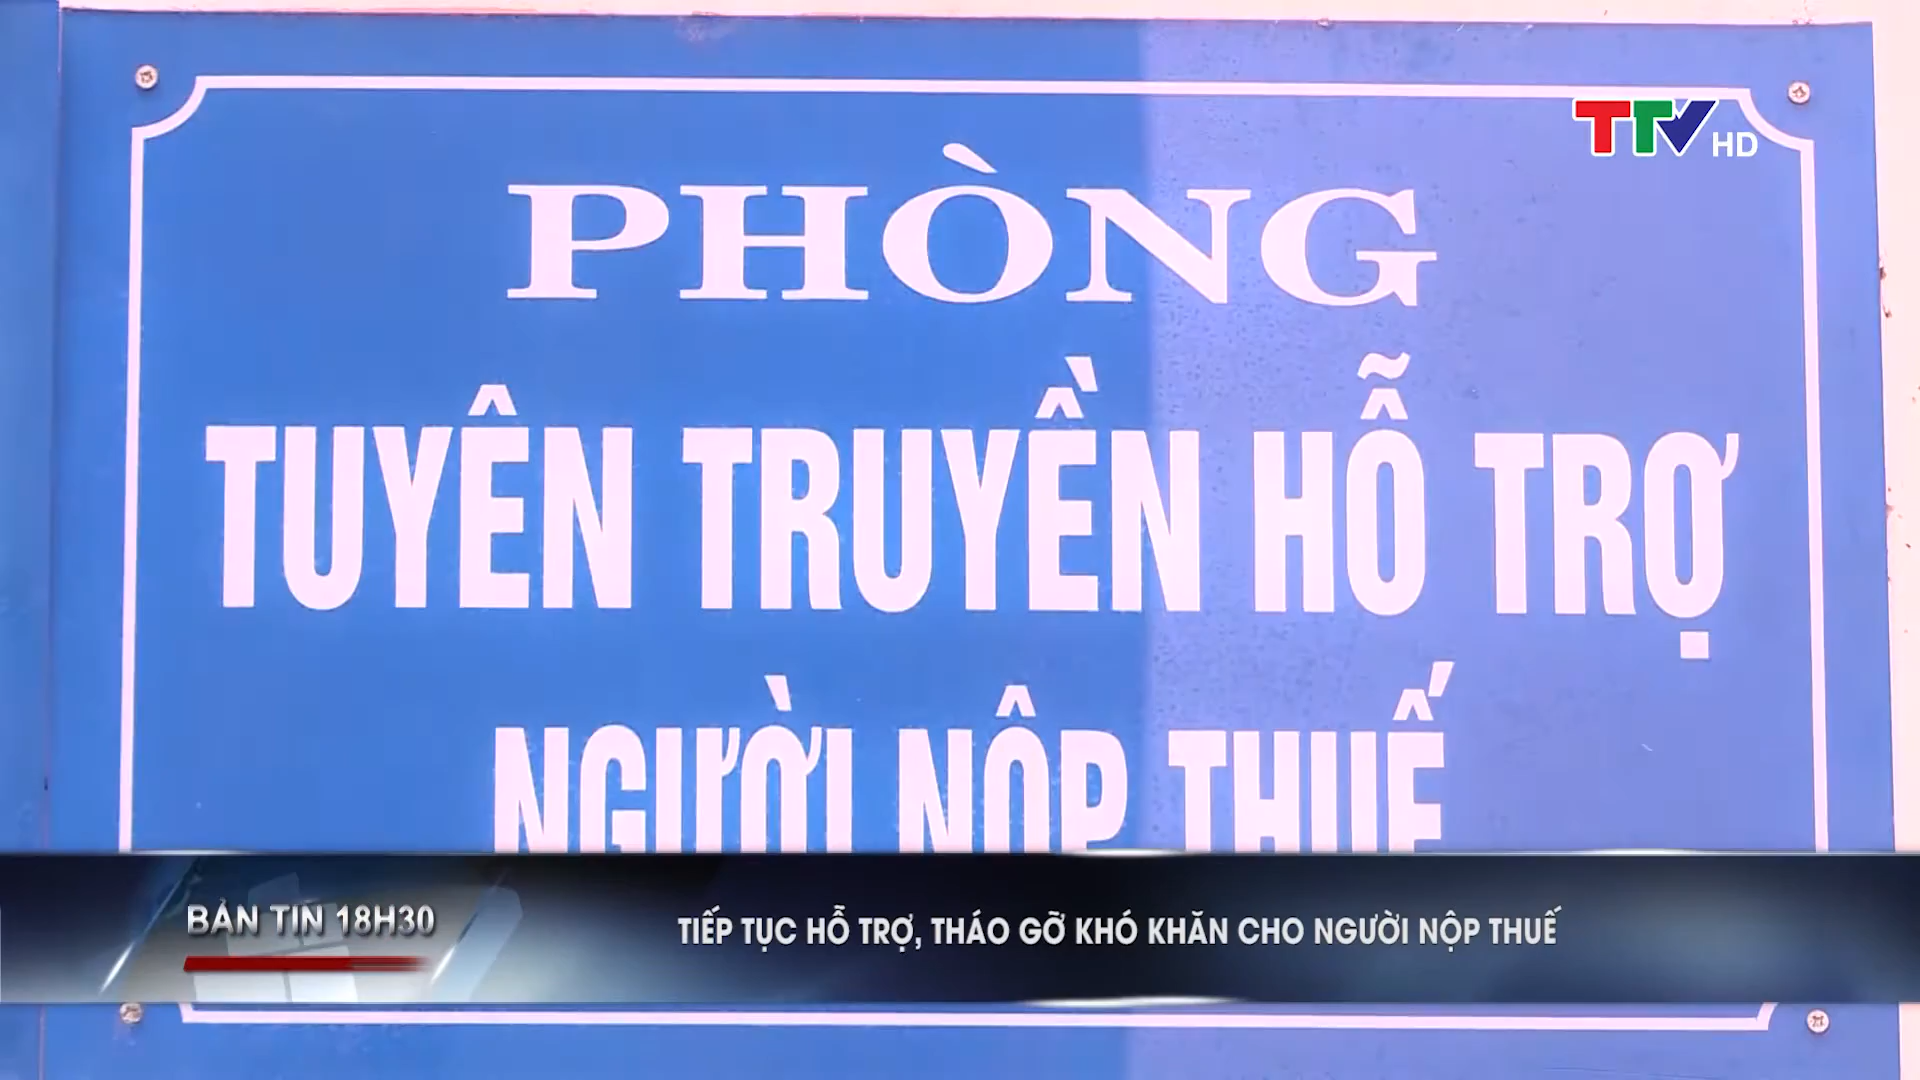 TTV HD
PHÒNG
TUYÊN TRUYỀN HỖ TRỢ
NGƯỜI NỘP THUẾ
BẢN TIN 18H30
TIẾP TỤC HỖ TRỢ, THÁO GỠ KHÓ KHĂN CHO NGƯỜI NỘP THUẾ